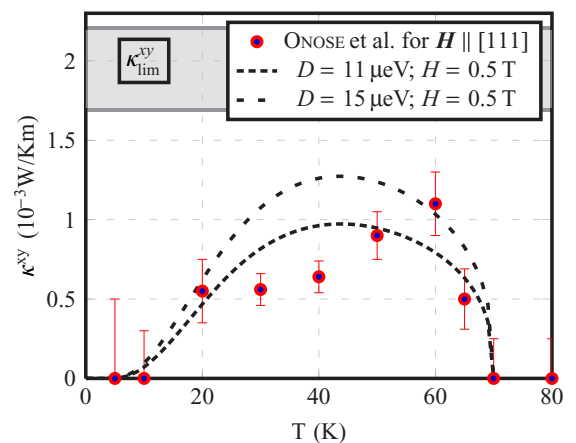 ONOSE et al. for H ∥ [111]
D = 11 µeV; H = 0.5 T
D = 15 µeV; H = 0.5 T
κ^xy_lim
2
1.5
1
0.5
0
κ^xy (10⁻³W/Km)
0 20 40 60 80
T (K)